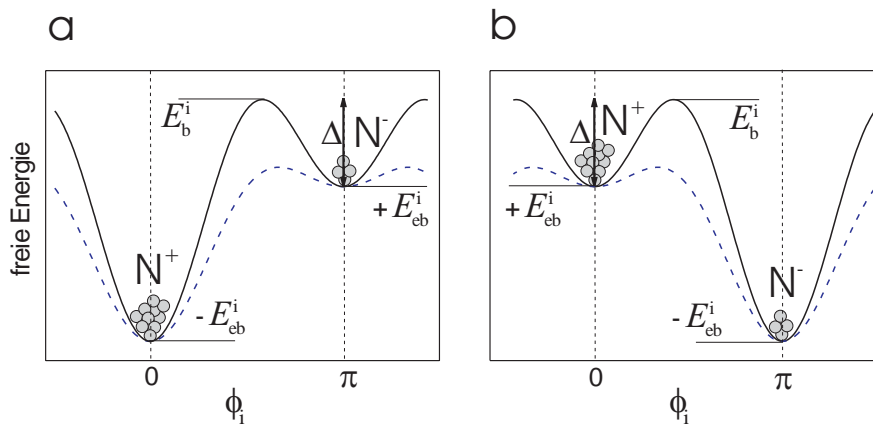 a
freie Energie
E_b^i
Δ
N^-
+ E_eb^i
N^+
- E_eb^i
0
π
ϕ_i
b
N^+
Δ
E_b^i
+ E_eb^i
N^-
- E_eb^i
0
π
ϕ_i